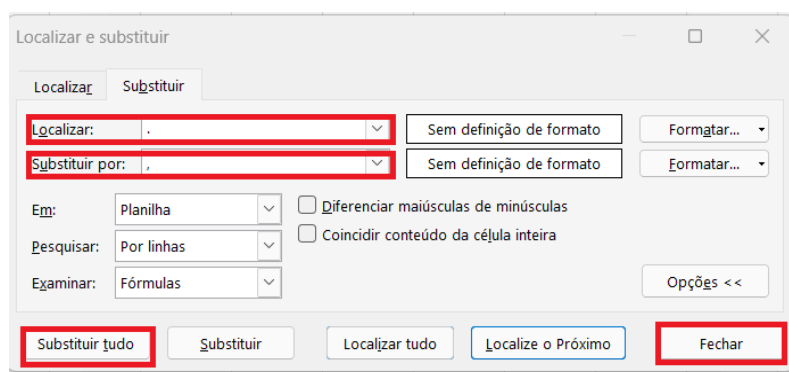 Localizar e substituir
Localizar Substituir
Localizar: . Sem definição de formato Formatar...
Substituir por: , Sem definição de formato Formatar...
Em: Planilha Diferenciar maiúsculas de minúsculas
Pesquisar: Por linhas Coincidir conteúdo da célula inteira
Examinar: Fórmulas Opções <<
Substituir tudo Substituir Localizar tudo Localize o Próximo Fechar